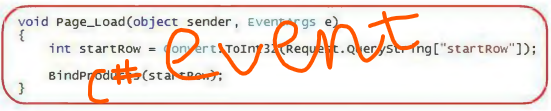 void Page_Load(object sender, EventArgs e)
{
int startRow = Convert.ToInt32(Request.QueryString["startRow"]);
BindProducts(startRow);
}
c# event